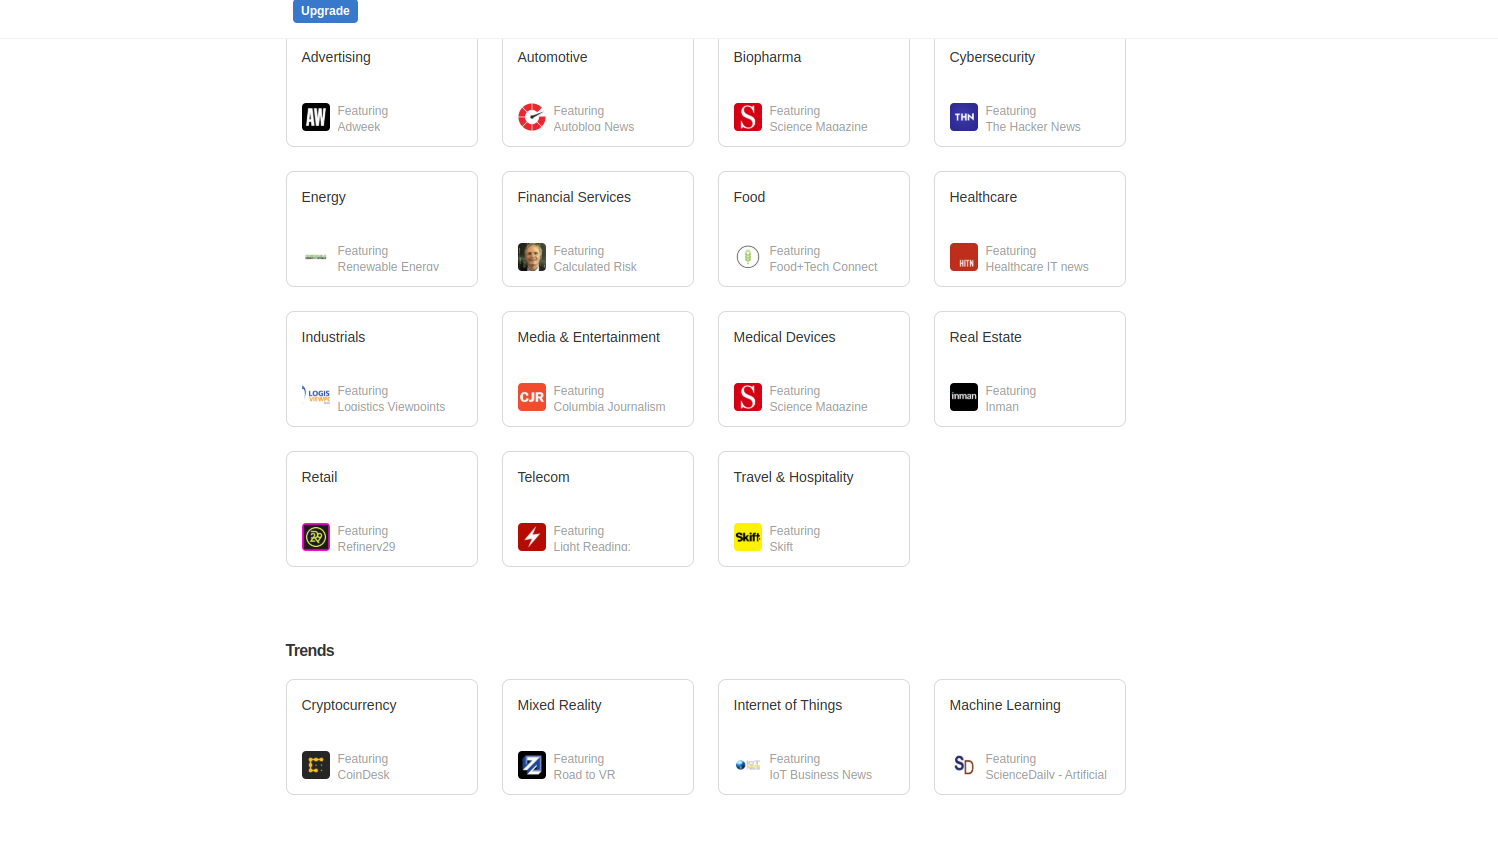 Upgrade
Advertising
Automotive
Biopharma
Cybersecurity
AW
Featuring
Adweek
Featuring
Autoblog News
S
Featuring
Science Magazine
THN
Featuring
The Hacker News
Energy
Financial Services
Food
Healthcare
Featuring
Renewable Energy
Featuring
Calculated Risk
Featuring
Food+Tech Connect
HITN
Featuring
Healthcare IT news
Industrials
Media & Entertainment
Medical Devices
Real Estate
LOGIS
VIEWPO
Featuring
Logistics Viewpoints
CJR
Featuring
Columbia Journalism
S
Featuring
Science Magazine
inman
Featuring
Inman
Retail
Telecom
Travel & Hospitality
29
Featuring
Refinery29
Featuring
Light Reading:
Skift
Featuring
Skift
Trends
Cryptocurrency
Mixed Reality
Internet of Things
Machine Learning
Featuring
CoinDesk
Featuring
Road to VR
IoT
Featuring
IoT Business News
SD
Featuring
ScienceDaily - Artificial